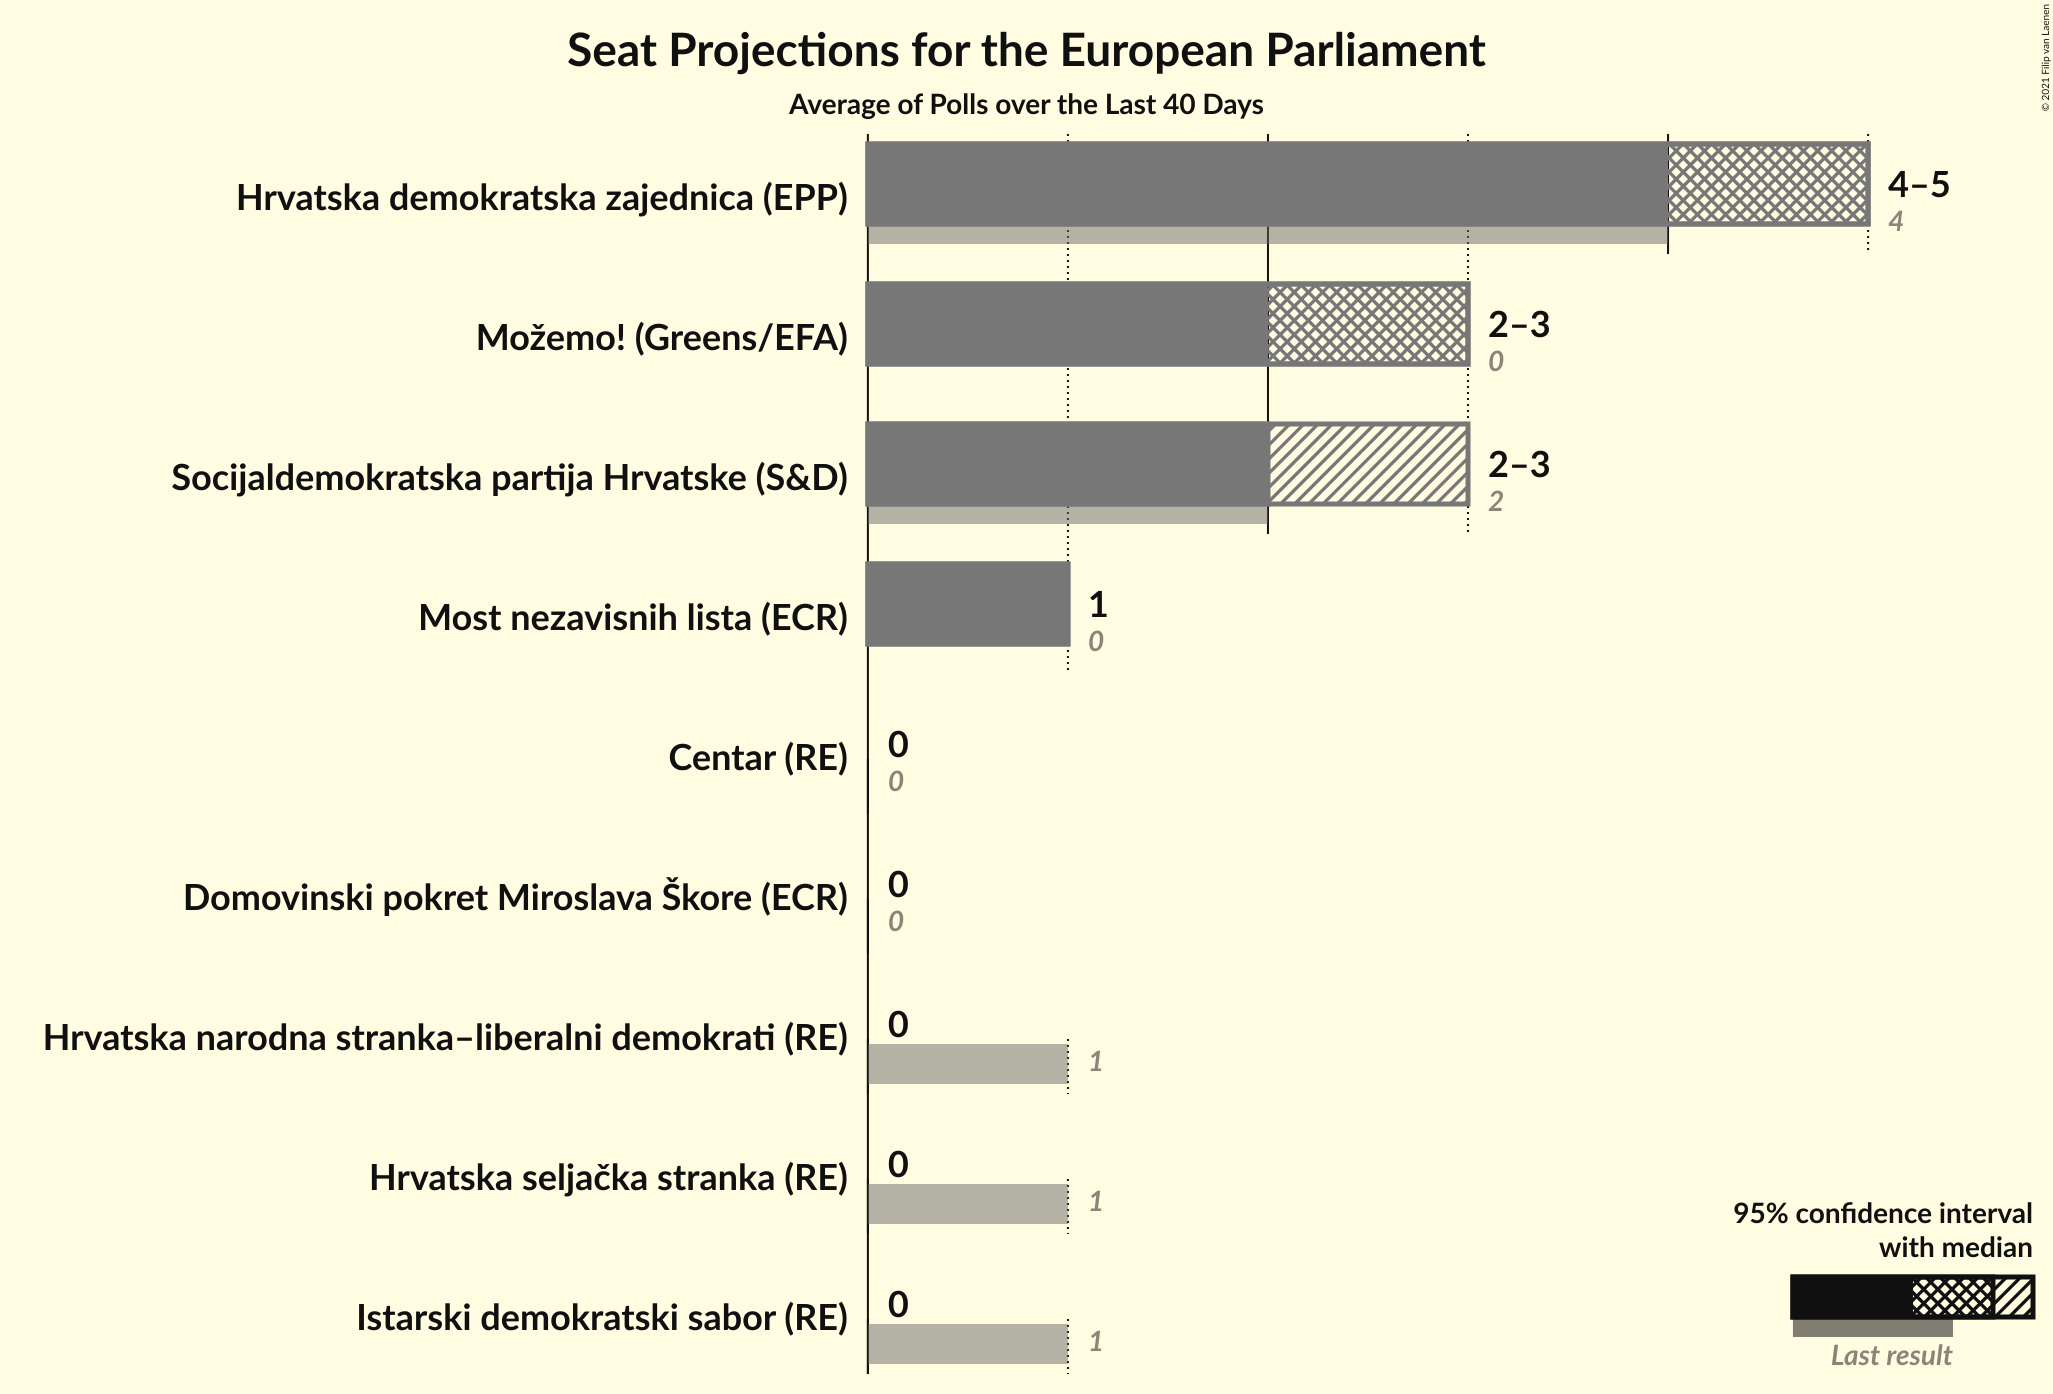 Seat Projections for the European Parliament
Average of Polls over the Last 40 Days
© 2021 Filip van Laenen
Hrvatska demokratska zajednica (EPP)
4–5
4
Možemo! (Greens/EFA)
2–3
0
Socijaldemokratska partija Hrvatske (S&D)
2–3
2
Most nezavisnih lista (ECR)
1
0
Centar (RE)
0
0
Domovinski pokret Miroslava Škore (ECR)
0
0
Hrvatska narodna stranka–liberalni demokrati (RE)
0
1
Hrvatska seljačka stranka (RE)
0
1
Istarski demokratski sabor (RE)
0
1
95% confidence interval
with median
Last result